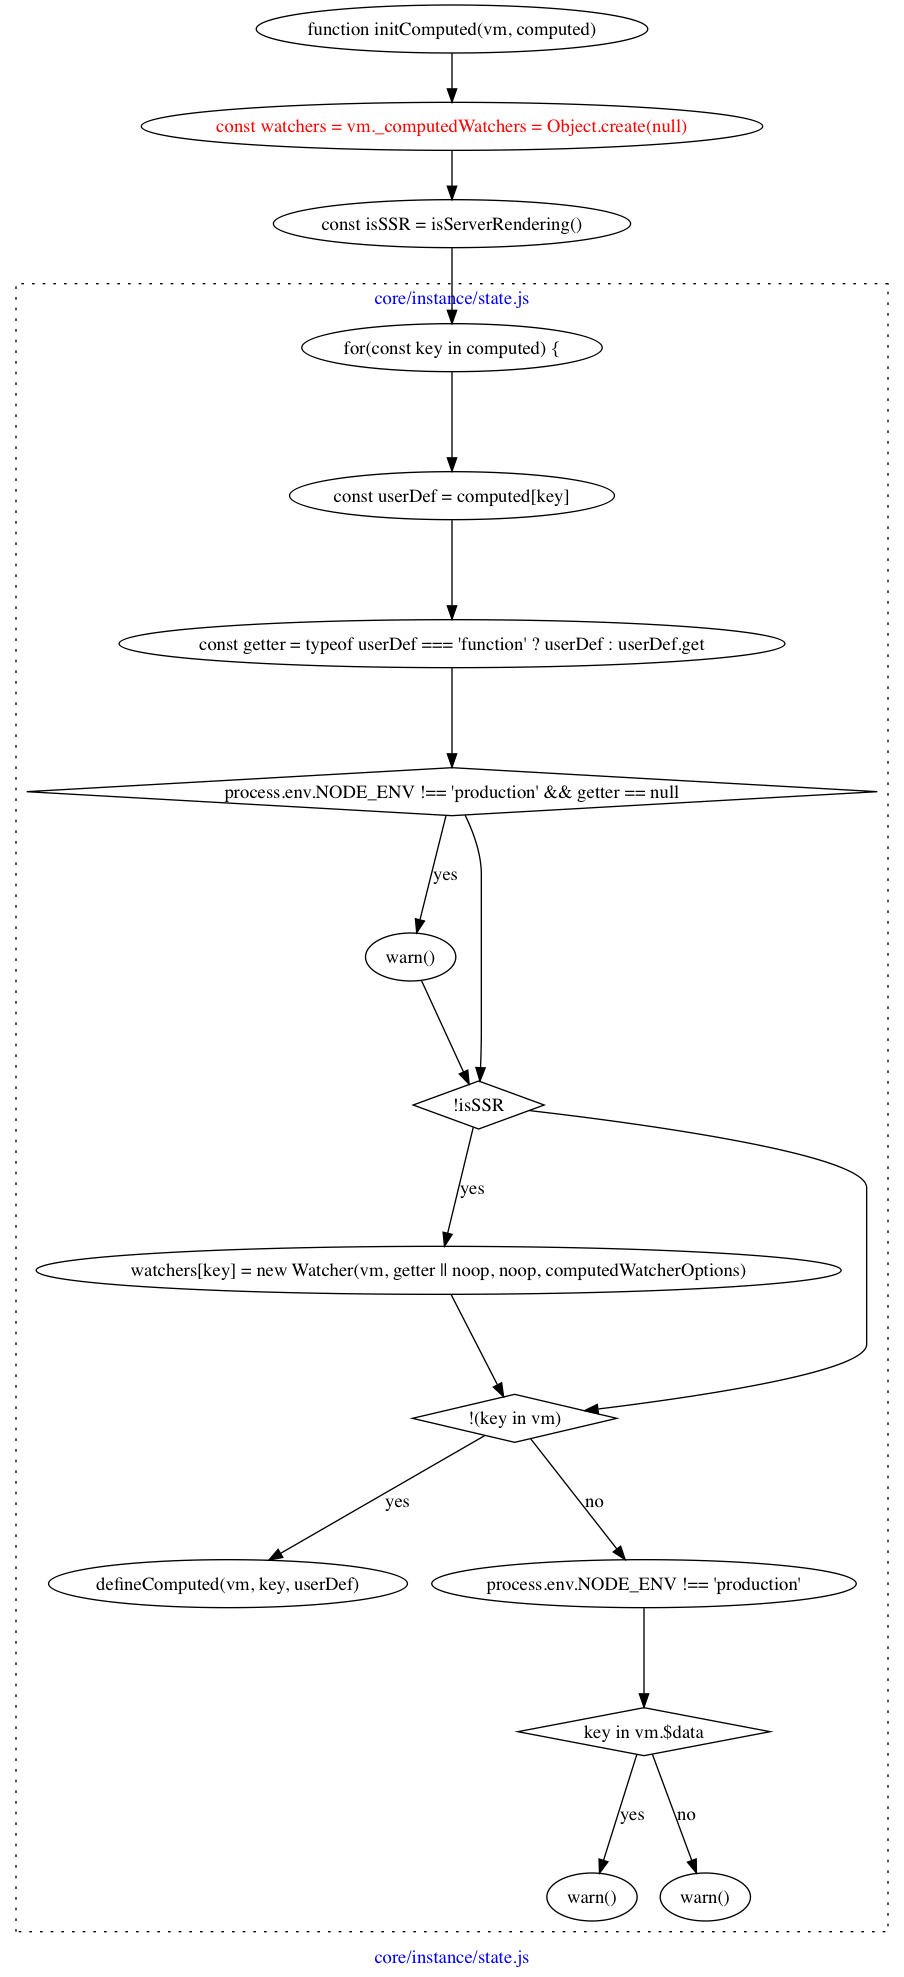 function initComputed(vm, computed)
const watchers = vm._computedWatchers = Object.create(null)
const isSSR = isServerRendering()
core/instance/state.js
for(const key in computed) {
const userDef = computed[key]
const getter = typeof userDef === 'function' ? userDef : userDef.get
process.env.NODE_ENV !== 'production' && getter == null
yes
warn()
!isSSR
yes
watchers[key] = new Watcher(vm, getter || noop, noop, computedWatcherOptions)
!(key in vm)
yes
no
defineComputed(vm, key, userDef)
process.env.NODE_ENV !== 'production'
key in vm.$data
yes
no
warn()
warn()
core/instance/state.js